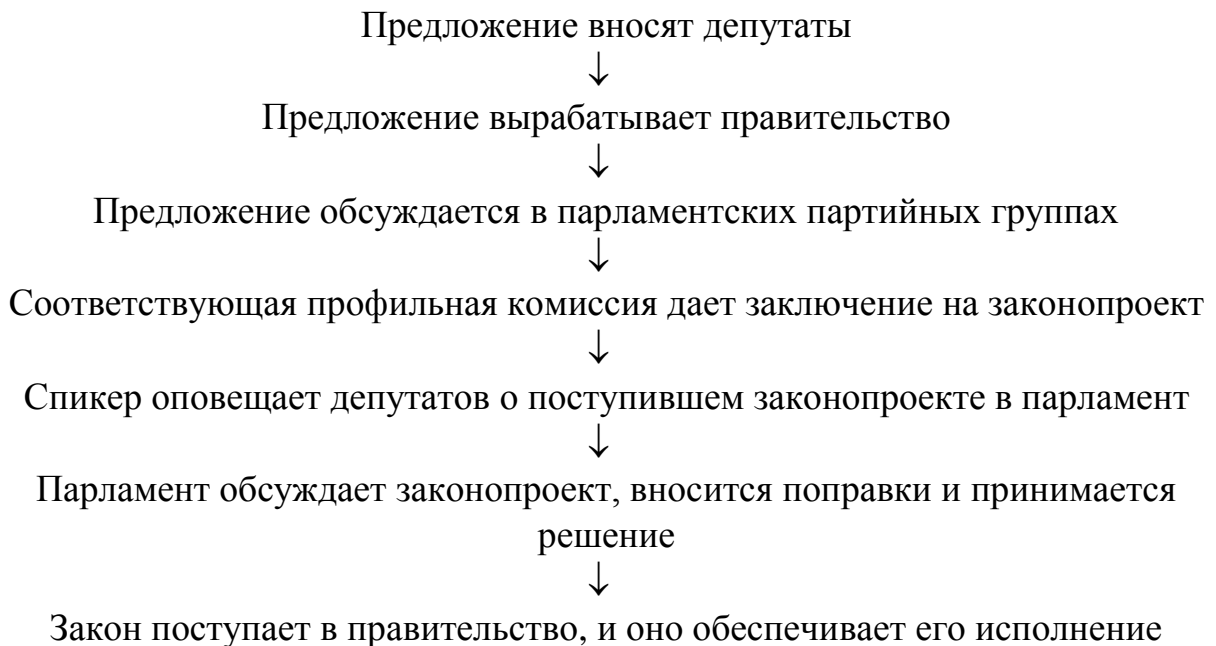 Предложение вносят депутаты
↓
Предложение вырабатывает правительство
↓
Предложение обсуждается в парламентских партийных группах
↓
Соответствующая профильная комиссия дает заключение на законопроект
↓
Спикер оповещает депутатов о поступившем законопроекте в парламент
↓
Парламент обсуждает законопроект, вносится поправки и принимается
решение
↓
Закон поступает в правительство, и оно обеспечивает его исполнение